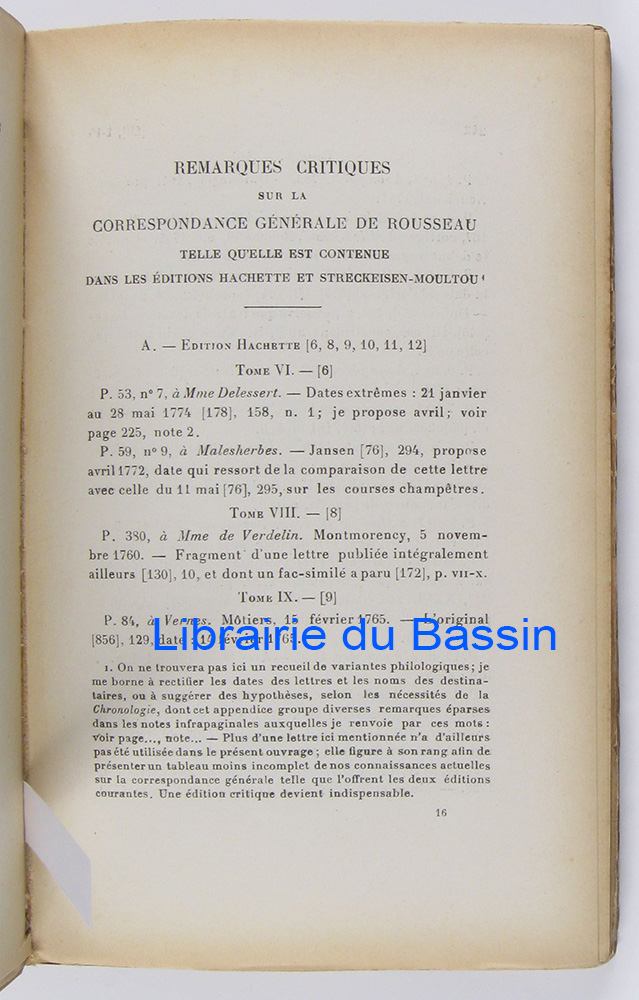 REMARQUES CRITIQUES
SUR LA
CORRESPONDANCE GÉNÉRALE DE ROUSSEAU
TELLE QU'ELLE EST CONTENUE
DANS LES ÉDITIONS HACHETTE ET STRECKEISEN-MOULTOU¹
A. — EDITION HACHETTE [6, 8, 9, 10, 11, 12]
TOME VI. — [6]
P. 53, nº 7, à Mme Delessert. — Dates extrêmes : 21 janvier
au 28 mai 1774 [178], 158, n. 1; je propose avril; voir
page 225, note 2.
P. 59, nº 9, à Malesherbes. — Jansen [76], 294, propose
avril 1772, date qui ressort de la comparaison de cette lettre
avec celle du 11 mai [76], 295, sur les courses champêtres.
TOME VIII. — [8]
P. 380, à Mme de Verdelin. Montmorency, 5 novem-
bre 1760. — Fragment d'une lettre publiée intégralement
ailleurs [130], 10, et dont un fac-similé a paru [172], p. VII-X.
TOME IX. — [9]
P. 84, à Vernes. Môtiers, 15 février 1765. — L'original
[856], 129, date : 14 février 1765.
Librairie du Bassin
1. On ne trouvera pas ici un recueil de variantes philologiques; je
me borne à rectifier les dates des lettres et les noms des destina-
taires, ou à suggérer des hypothèses, selon les nécessités de la
Chronologie, dont cet appendice groupe diverses remarques éparses
dans les notes infrapaginales auxquelles je renvoie par ces mots :
voir page..., note... — Plus d'une lettre ici mentionnée n'a d'ailleurs
pas été utilisée dans le présent ouvrage; elle figure à son rang afin de
présenter un tableau moins incomplet de nos connaissances actuelles
sur la correspondance générale telle que l'offrent les deux éditions
courantes. Une édition critique devient indispensable.
16